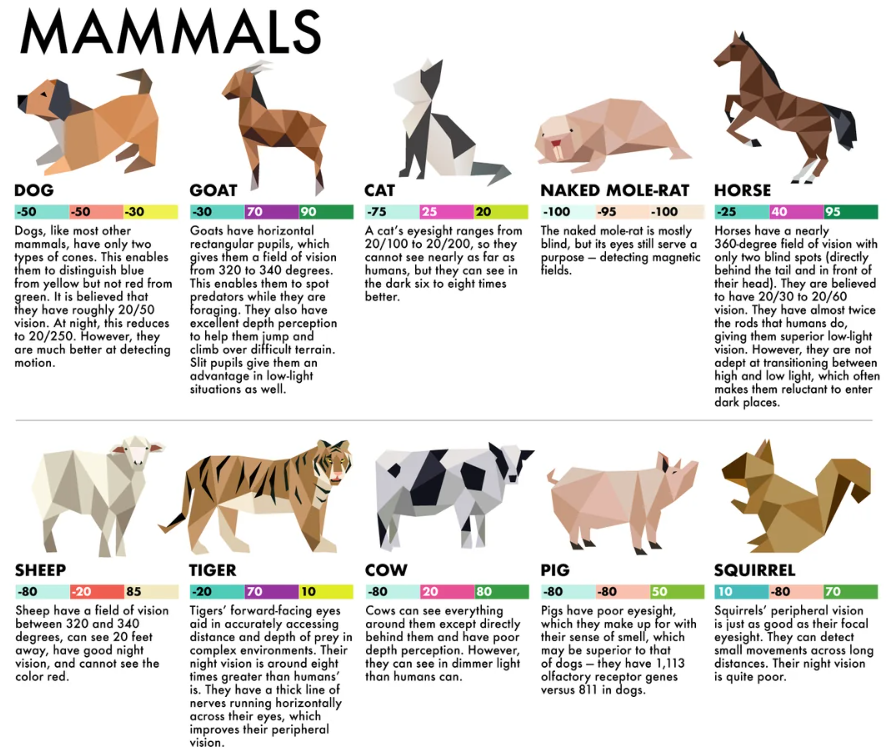 MAMMALS
DOG
-50 -50 -30
Dogs, like most other
mammals, have only two
types of cones. This enables
them to distinguish blue
from yellow but not red from
green. It is believed that
they have roughly 20/50
vision. At night, this reduces
to 20/250. However, they
are much better at detecting
motion.
GOAT
-30 70 90
Goats have horizontal
rectangular pupils, which
gives them a field of vision
from 320 to 340 degrees.
This enables them to spot
predators while they are
foraging. They also have
excellent depth perception
to help them jump and
climb over difficult terrain.
Slit pupils give them an
advantage in low-light
situations as well.
CAT
-75 25 20
A cat's eyesight ranges from
20/100 to 20/200, so they
cannot see nearly as far as
humans, but they can see in
the dark six to eight times
better.
NAKED MOLE-RAT
-100 -95 -100
The naked mole-rat is mostly
blind, but its eyes still serve a
purpose — detecting magnetic
fields.
HORSE
-25 40 95
Horses have a nearly
360-degree field of vision with
only two blind spots (directly
behind the tail and in front of
their head). They are believed
to have 20/30 to 20/60
vision. They have almost twice
the rods that humans do,
giving them superior low-light
vision. However, they are not
adept at transitioning between
high and low light, which often
makes them reluctant to enter
dark places.
SHEEP
-80 -20 85
Sheep have a field of vision
between 320 and 340
degrees, can see 20 feet
away, have good night
vision, and cannot see the
color red.
TIGER
-20 70 10
Tigers' forward-facing eyes
aid in accurately accessing
distance and depth of prey in
complex environments. Their
night vision is around eight
times greater than humans'
is. They have a thick line of
nerves running horizontally
across their eyes, which
improves their peripheral
vision.
COW
-80 20 80
Cows can see everything
around them except directly
behind them and have poor
depth perception. However,
they can see in dimmer light
than humans can.
PIG
-80 -80 50
Pigs have poor eyesight,
which they make up for with
their sense of smell, which
may be superior to that
of dogs — they have 1,113
olfactory receptor genes
versus 811 in dogs.
SQUIRREL
10 -80 70
Squirrels' peripheral vision
is just as good as their focal
eyesight. They can detect
small movements across long
distances. Their night vision
is quite poor.